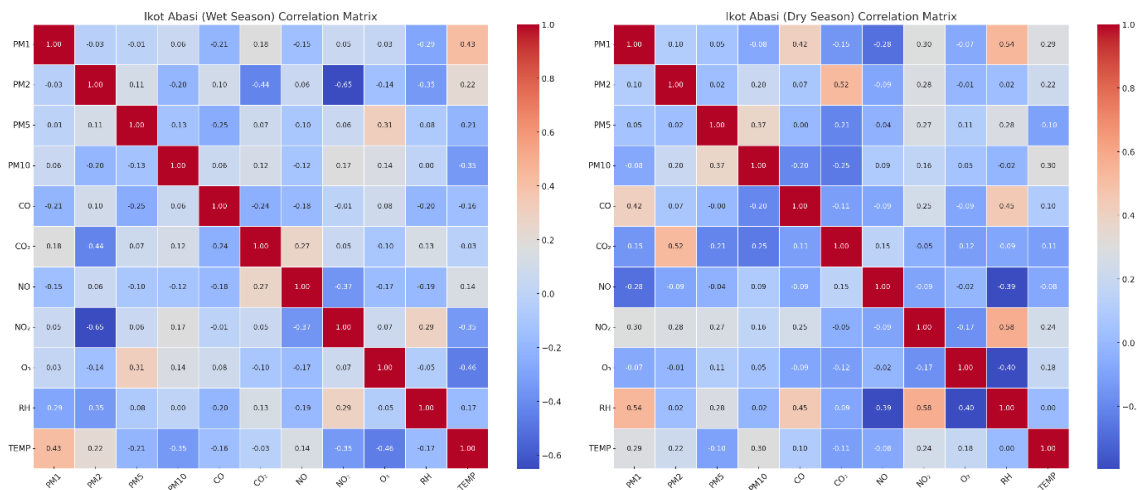 Ikot Abasi (Wet Season) Correlation Matrix
PM1 1.00 -0.03 -0.01 0.06 -0.21 0.18 -0.15 0.05 0.03 -0.29 0.43
PM2 -0.03 1.00 0.11 -0.20 0.10 -0.44 0.06 -0.65 -0.14 -0.35 0.22
PM5 0.01 0.11 1.00 -0.13 -0.25 0.07 -0.10 0.06 0.31 -0.08 -0.21
PM10 0.06 -0.20 -0.13 1.00 0.06 0.12 -0.12 0.17 0.14 0.00 -0.35
CO -0.21 0.10 -0.25 0.06 1.00 -0.24 -0.18 -0.01 0.08 -0.20 -0.16
CO₂ 0.18 0.44 0.07 0.12 -0.24 1.00 0.27 0.05 0.10 0.13 -0.03
NO -0.15 0.06 -0.10 -0.12 -0.18 0.27 1.00 -0.37 -0.17 -0.19 0.14
NO₂ 0.05 -0.65 0.06 0.17 -0.01 0.05 -0.37 1.00 0.07 0.29 -0.35
O₃ 0.03 -0.14 0.31 0.14 0.08 -0.10 -0.17 0.07 1.00 -0.05 -0.46
RH 0.29 0.35 0.08 0.00 0.20 0.13 -0.19 0.29 0.05 1.00 0.17
TEMP 0.43 0.22 -0.21 -0.35 -0.16 -0.03 0.14 -0.35 -0.46 -0.17 1.00
PM1 PM2 PM5 PM10 CO CO₂ NO NO₂ O₃ RH TEMP
1.0
0.8
0.6
0.4
0.2
0.0
−0.2
−0.4
−0.6
Ikot Abasi (Dry Season) Correlation Matrix
PM1 1.00 0.10 0.05 -0.08 0.42 -0.15 -0.28 0.30 -0.07 0.54 0.29
PM2 0.10 1.00 0.02 0.20 0.07 0.52 -0.09 0.28 -0.01 0.02 0.22
PM5 0.05 0.02 1.00 0.37 0.00 -0.21 -0.04 0.27 0.11 0.28 -0.10
PM10 -0.08 0.20 0.37 1.00 -0.20 -0.25 0.09 0.16 0.05 -0.02 0.30
CO 0.42 0.07 -0.00 -0.20 1.00 -0.11 -0.09 0.25 -0.09 0.45 0.10
CO₂ 0.15 0.52 0.21 0.25 0.11 1.00 0.15 -0.05 0.12 0.09 -0.11
NO -0.28 -0.09 -0.04 0.09 -0.09 0.15 1.00 -0.09 -0.02 -0.39 -0.08
NO₂ 0.30 0.28 0.27 0.16 0.25 -0.05 -0.09 1.00 -0.17 0.58 0.24
O₃ -0.07 -0.01 0.11 0.05 -0.09 -0.12 -0.02 -0.17 1.00 -0.40 0.18
RH 0.54 0.02 0.28 0.02 0.45 0.09 0.39 0.58 0.40 1.00 0.00
TEMP 0.29 0.22 -0.10 0.30 0.10 -0.11 -0.08 0.24 0.18 0.00 1.00
PM1 PM2 PM5 PM10 CO CO₂ NO NO₂ O₃ RH TEMP
1.0
0.8
0.6
0.4
0.2
0.0